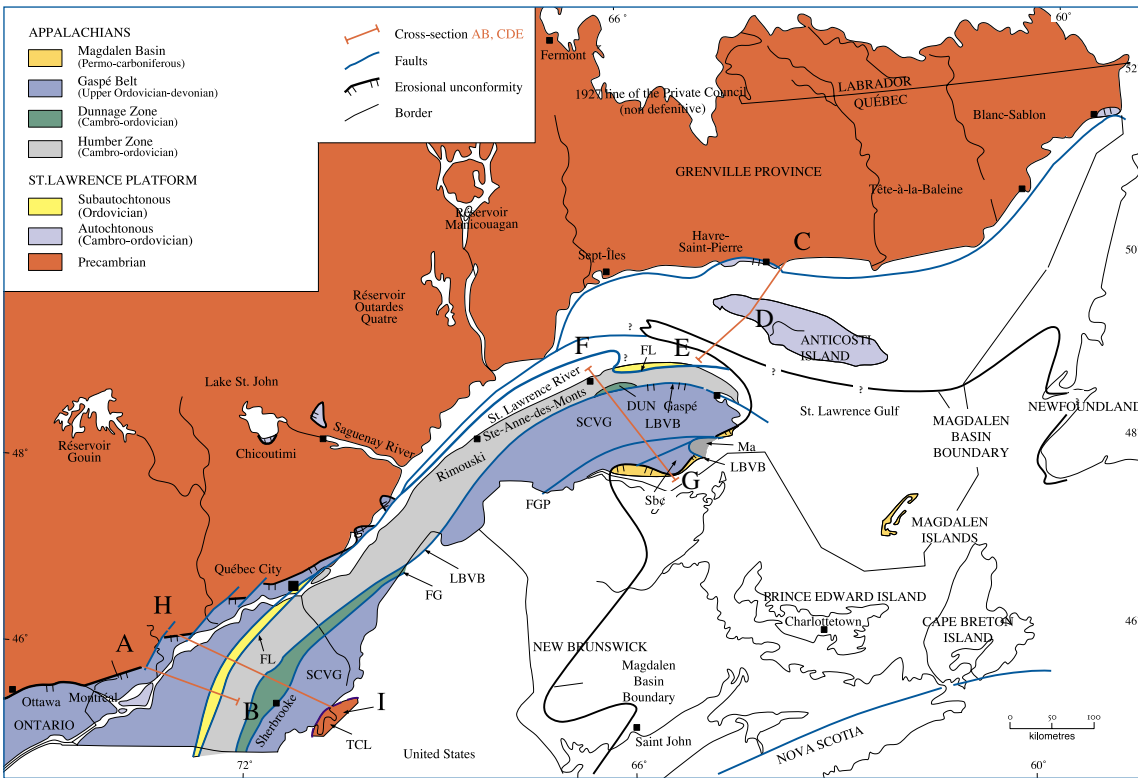 66°
60°
APPALACHIANS
Magdalen Basin
(Permo-carboniferous)
Gaspé Belt
(Upper Ordovician-devonian)
Dunnage Zone
(Cambro-ordovician)
Humber Zone
(Cambro-ordovician)
ST.LAWRENCE PLATFORM
Subautochtonous
(Ordovician)
Autochtonous
(Cambro-ordovician)
Precambrian
Cross-section AB, CDE
Faults
Erosional unconformity
Border
Fermont
1927 line of the Private Council
(non defenitive)
LABRADOR
QUÉBEC
52
Blanc-Sablon
GRENVILLE PROVINCE
Tête-à-la-Baleine
Réservoir
Manicouagan
Havre-
Saint-Pierre
C
50
Sept-Îles
Réservoir
Outardes
Quatre
D
ANTICOSTI
ISLAND
?
F
E
FL
?
?
?
Lake St. John
St. Lawrence River
Ste-Anne-des-Monts
DUN
Gaspé
SCVG
LBVB
St. Lawrence Gulf
NEWFOUNDLAND
MAGDALEN
BASIN
BOUNDARY
Réservoir
Gouin
Chicoutimi
Saguenay River
48°
48
Rimouski
Ma
LBVB
G
Sb¢
FGP
MAGDALEN
ISLANDS
Québec City
LBVB
FG
H
A
46°
46°
FL
SCVG
PRINCE EDWARD ISLAND
Charlottetown
CAPE BRETON
ISLAND
NEW BRUNSWICK
Magdalen
Basin
Boundary
Ottawa
Montréal
ONTARIO
B
Sherbrooke
I
TCL
United States
Saint John
NOVA SCOTIA
0 50 100
kilometres
72°
66°
60°